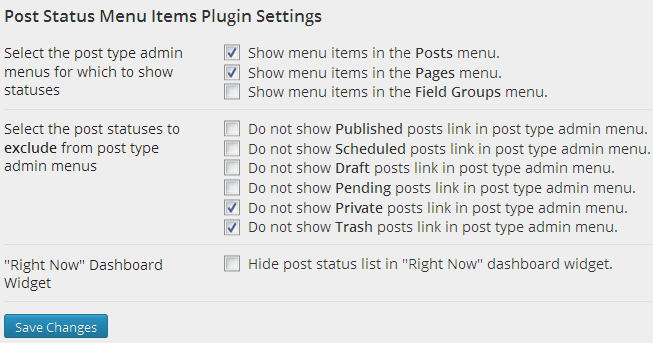 Post Status Menu Items Plugin Settings
Select the post type admin
menus for which to show
statuses
Show menu items in the Posts menu.
Show menu items in the Pages menu.
Show menu items in the Field Groups menu.
Select the post statuses to
exclude from post type
admin menus
Do not show Published posts link in post type admin menu.
Do not show Scheduled posts link in post type admin menu.
Do not show Draft posts link in post type admin menu.
Do not show Pending posts link in post type admin menu.
Do not show Private posts link in post type admin menu.
Do not show Trash posts link in post type admin menu.
"Right Now" Dashboard
Widget
Hide post status list in "Right Now" dashboard widget.
Save Changes